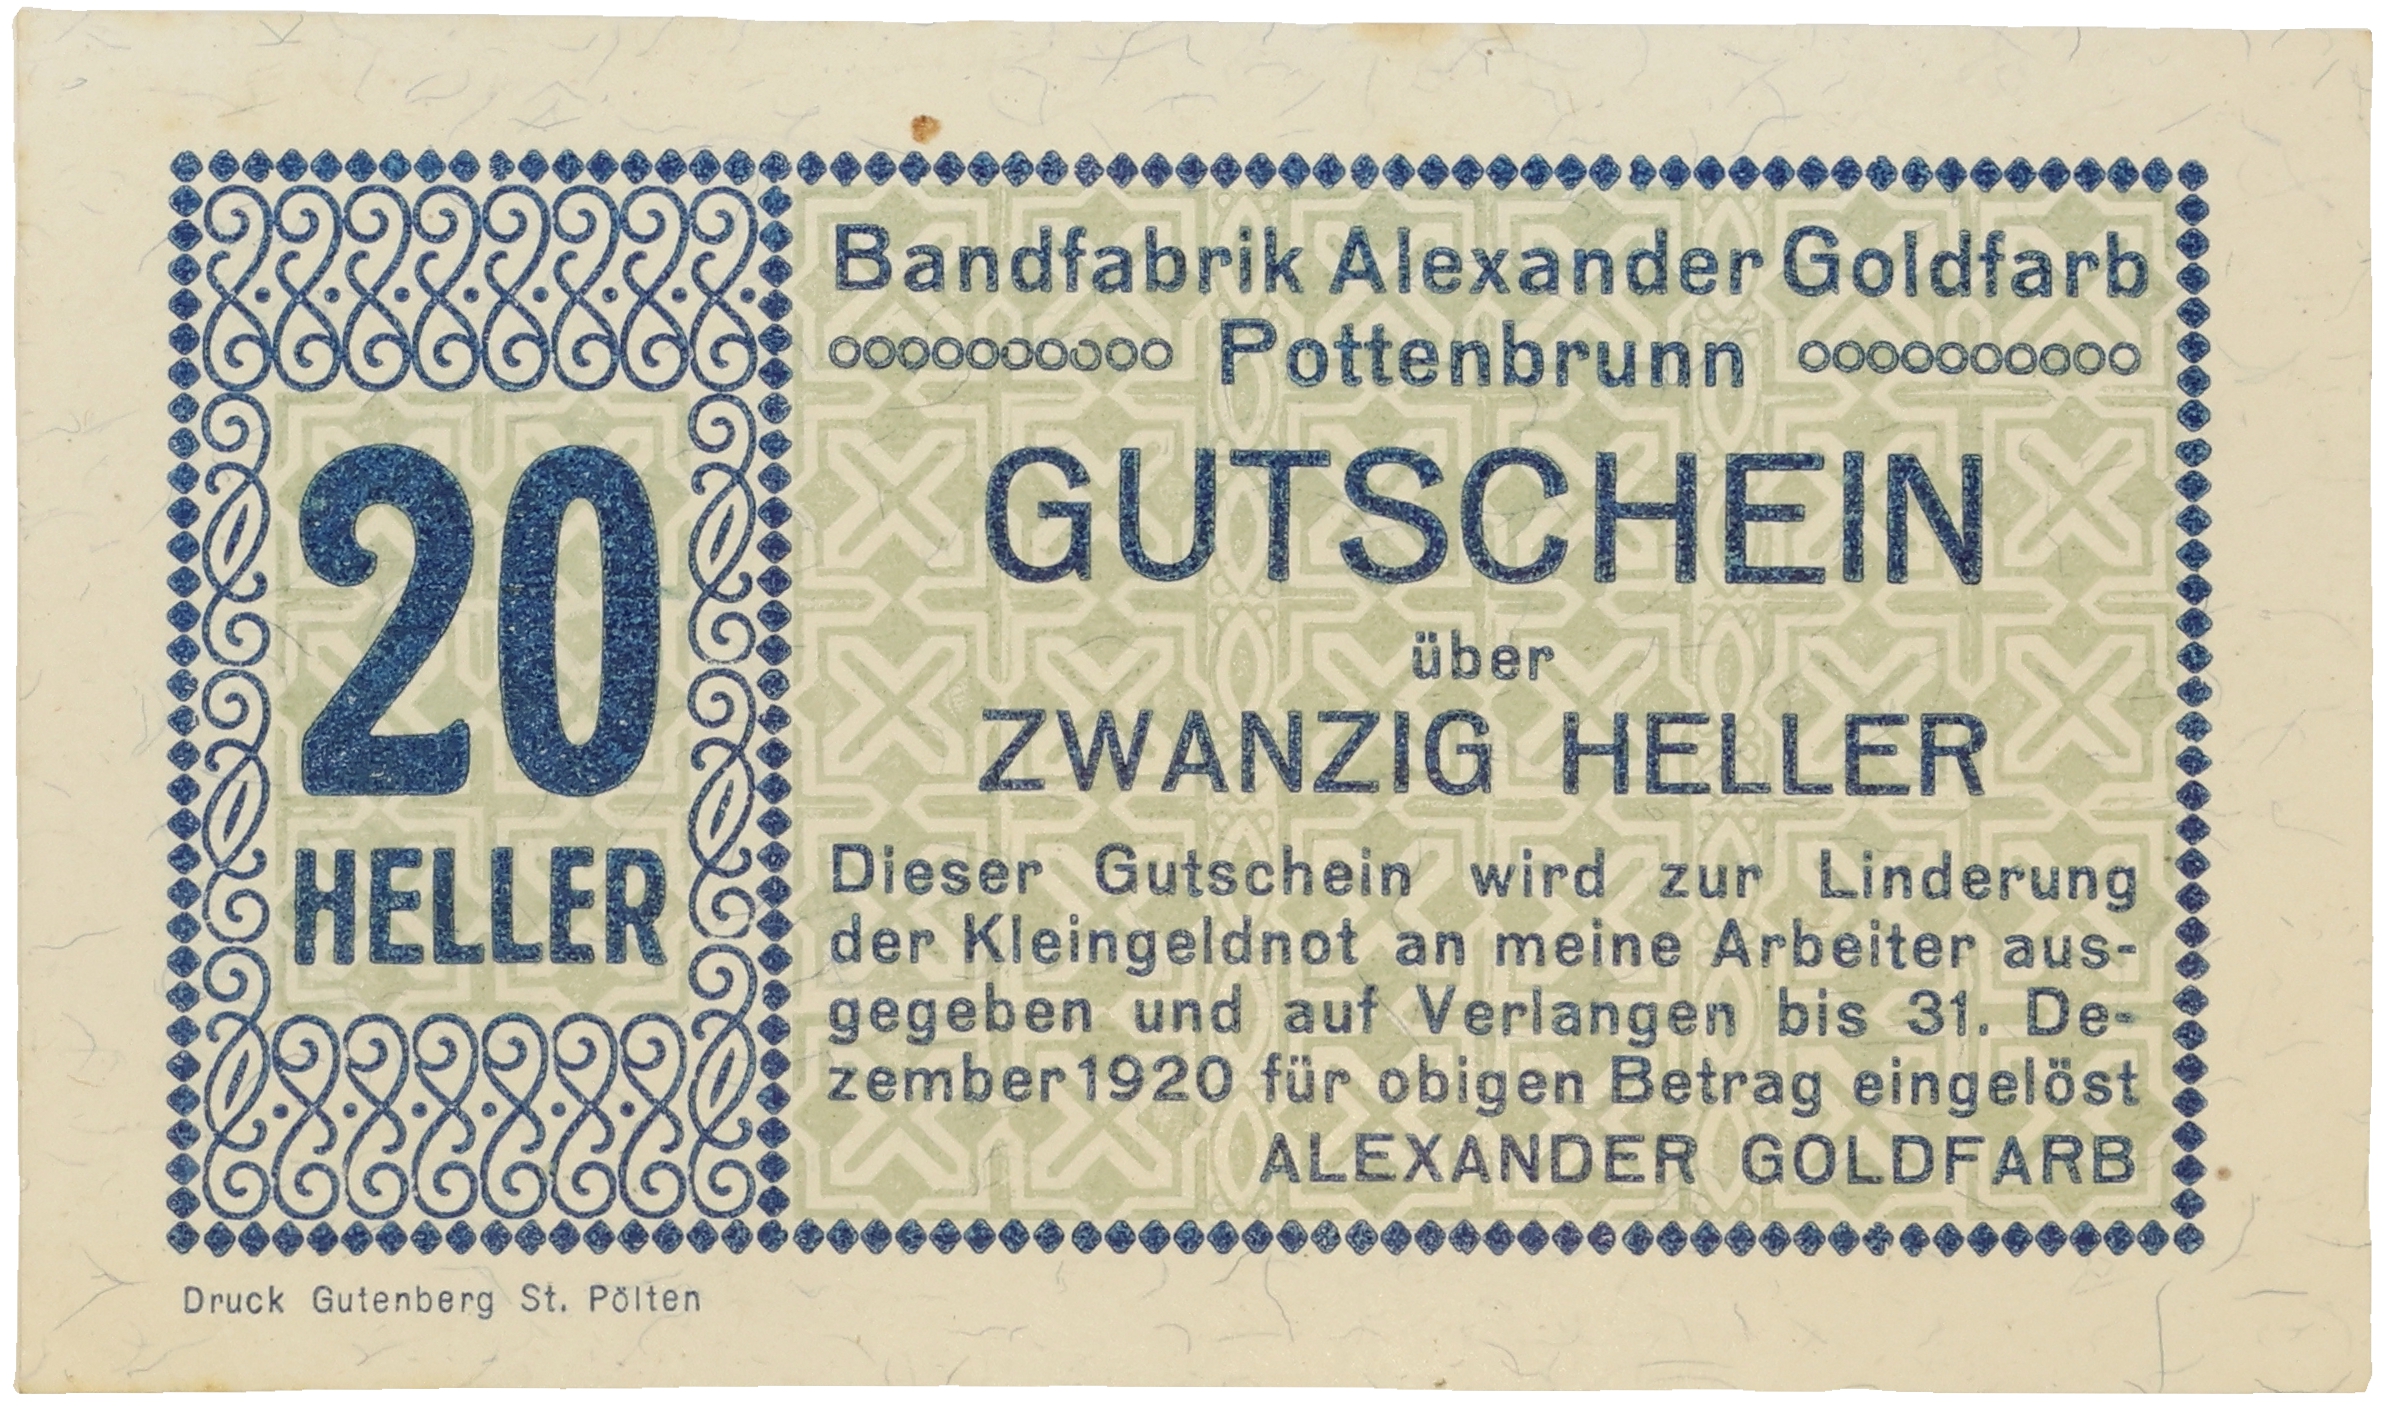 Bandfabrik Alexander Goldfarb
Pottenbrunn
20
HELLER
GUTSCHEIN
über
ZWANZIG HELLER
Dieser Gutschein wird zur Linderung
der Kleingeldnot an meine Arbeiter aus-
gegeben und auf Verlangen bis 31. De-
zember 1920 für obigen Betrag eingelöst
ALEXANDER GOLDFARB
Druck Gutenberg St. Pölten